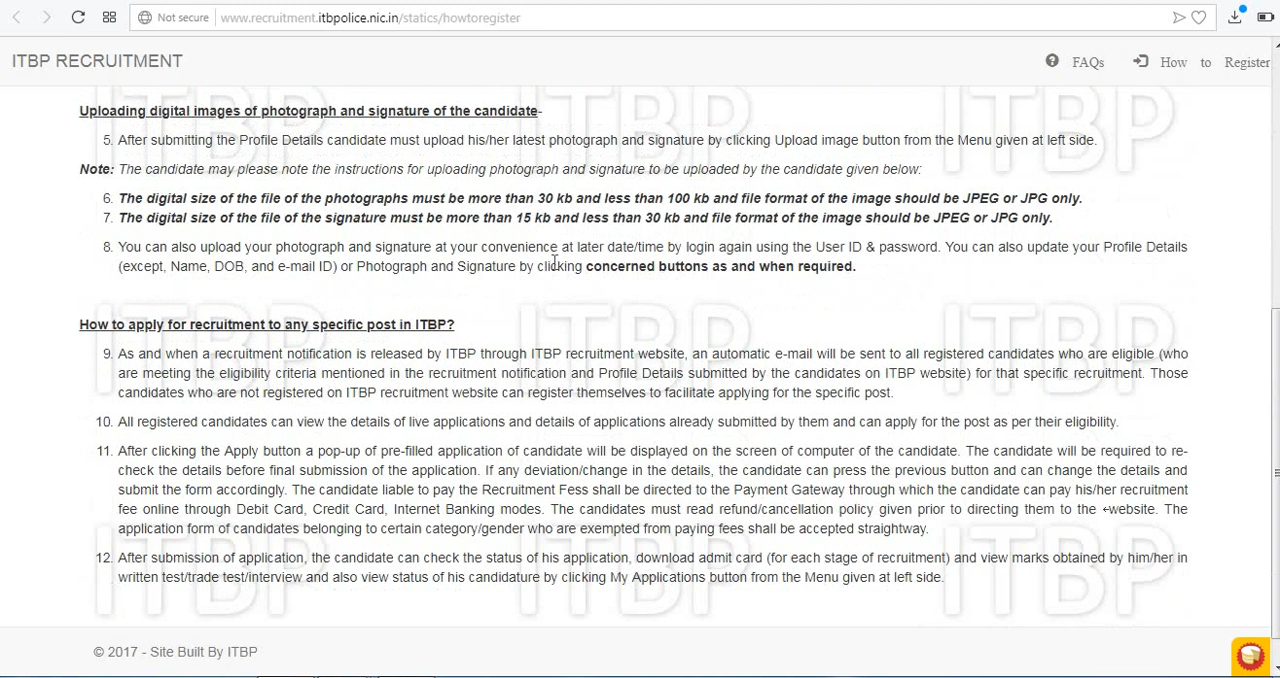 Not secure www.recruitment.itbpolice.nic.in/statics/howtoregister
ITBP RECRUITMENT FAQs How to Register
Uploading digital images of photograph and signature of the candidate-
5. After submitting the Profile Details candidate must upload his/her latest photograph and signature by clicking Upload image button from the Menu given at left side.
Note: The candidate may please note the instructions for uploading photograph and signature to be uploaded by the candidate given below:
6. The digital size of the file of the photographs must be more than 30 kb and less than 100 kb and file format of the image should be JPEG or JPG only.
7. The digital size of the file of the signature must be more than 15 kb and less than 30 kb and file format of the image should be JPEG or JPG only.
8. You can also upload your photograph and signature at your convenience at later date/time by login again using the User ID & password. You can also update your Profile Details
(except, Name, DOB, and e-mail ID) or Photograph and Signature by clicking concerned buttons as and when required.
How to apply for recruitment to any specific post in ITBP?
9. As and when a recruitment notification is released by ITBP through ITBP recruitment website, an automatic e-mail will be sent to all registered candidates who are eligible (who
are meeting the eligibility criteria mentioned in the recruitment notification and Profile Details submitted by the candidates on ITBP website) for that specific recruitment. Those
candidates who are not registered on ITBP recruitment website can register themselves to facilitate applying for the specific post.
10. All registered candidates can view the details of live applications and details of applications already submitted by them and can apply for the post as per their eligibility.
11. After clicking the Apply button a pop-up of pre-filled application of candidate will be displayed on the screen of computer of the candidate. The candidate will be required to re-
check the details before final submission of the application. If any deviation/change in the details, the candidate can press the previous button and can change the details and
submit the form accordingly. The candidate liable to pay the Recruitment Fess shall be directed to the Payment Gateway through which the candidate can pay his/her recruitment
fee online through Debit Card, Credit Card, Internet Banking modes. The candidates must read refund/cancellation policy given prior to directing them to the website. The
application form of candidates belonging to certain category/gender who are exempted from paying fees shall be accepted straightway.
12. After submission of application, the candidate can check the status of his application, download admit card (for each stage of recruitment) and view marks obtained by him/her in
written test/trade test/interview and also view status of his candidature by clicking My Applications button from the Menu given at left side.
© 2017 - Site Built By ITBP
ITBP ITBP ITBP
ITBP ITBP ITBP
ITBP ITBP ITBP